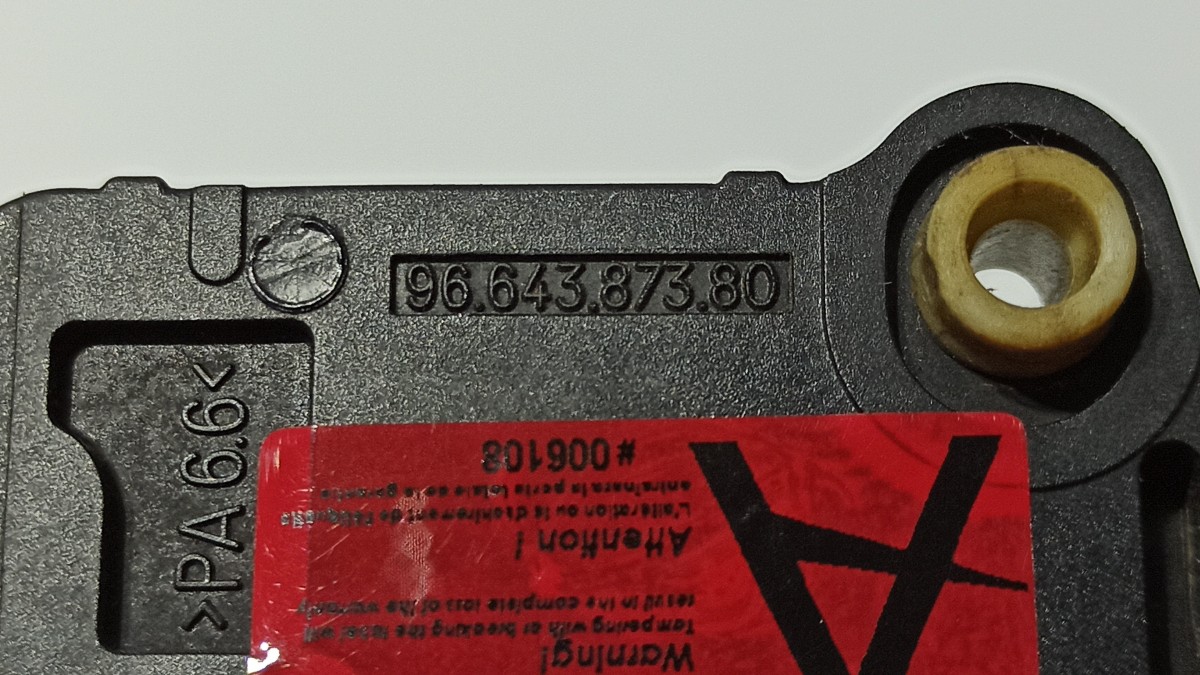 96.643.873.80
>PA 6.6<
Warning!
Tampering with or breaking the label will
result in the complete loss of the warranty
Attention !
L'altération ou le déchirement de l'étiquette
entraînera la perte totale de la garantie
# 006108
A